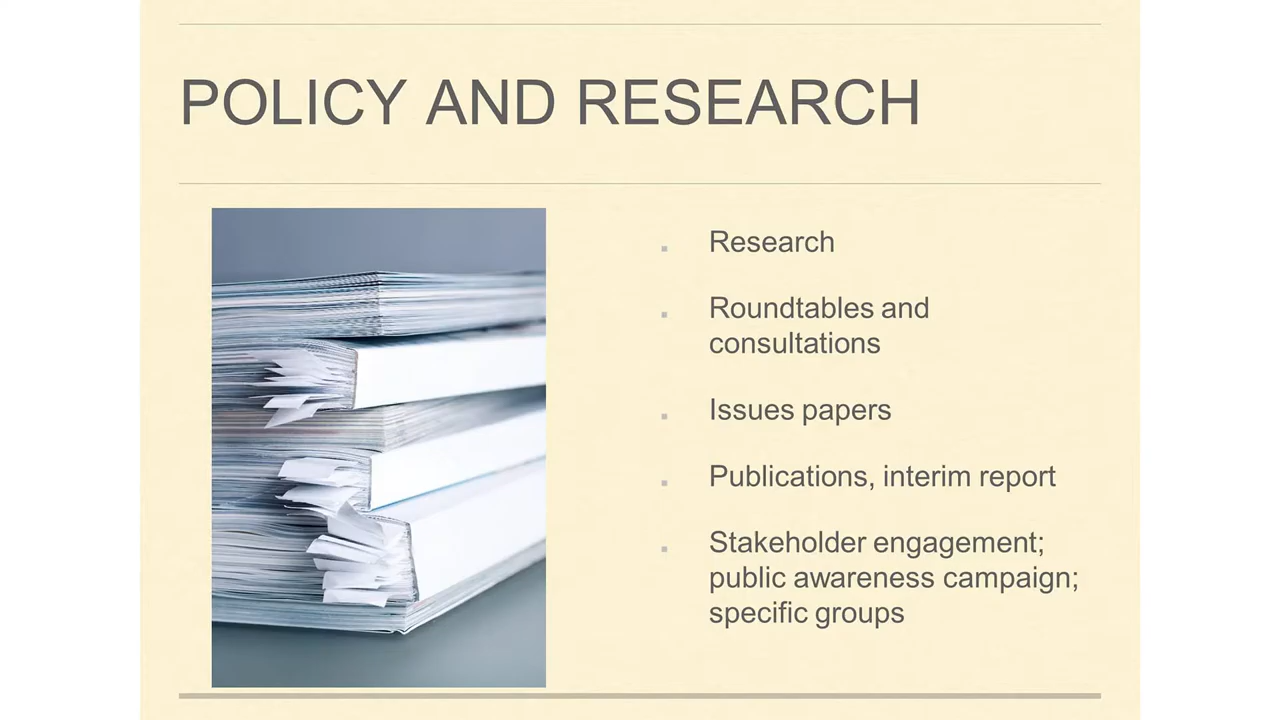 POLICY AND RESEARCH
Research
Roundtables and
consultations
Issues papers
Publications, interim report
Stakeholder engagement;
public awareness campaign;
specific groups